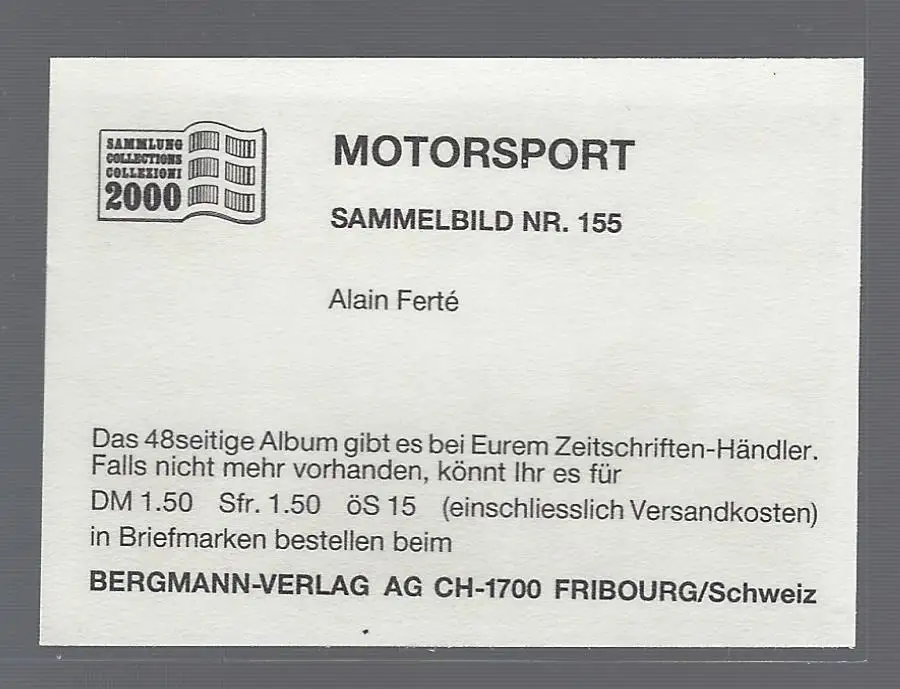 SAMMLUNG
COLLECTIONS
COLLEZIONI
2000
MOTORSPORT
SAMMELBILD NR. 155
Alain Ferté
Das 48seitige Album gibt es bei Eurem Zeitschriften-Händler.
Falls nicht mehr vorhanden, könnt Ihr es für
DM 1.50 Sfr. 1.50 öS 15 (einschliesslich Versandkosten)
in Briefmarken bestellen beim
BERGMANN-VERLAG AG CH-1700 FRIBOURG/Schweiz